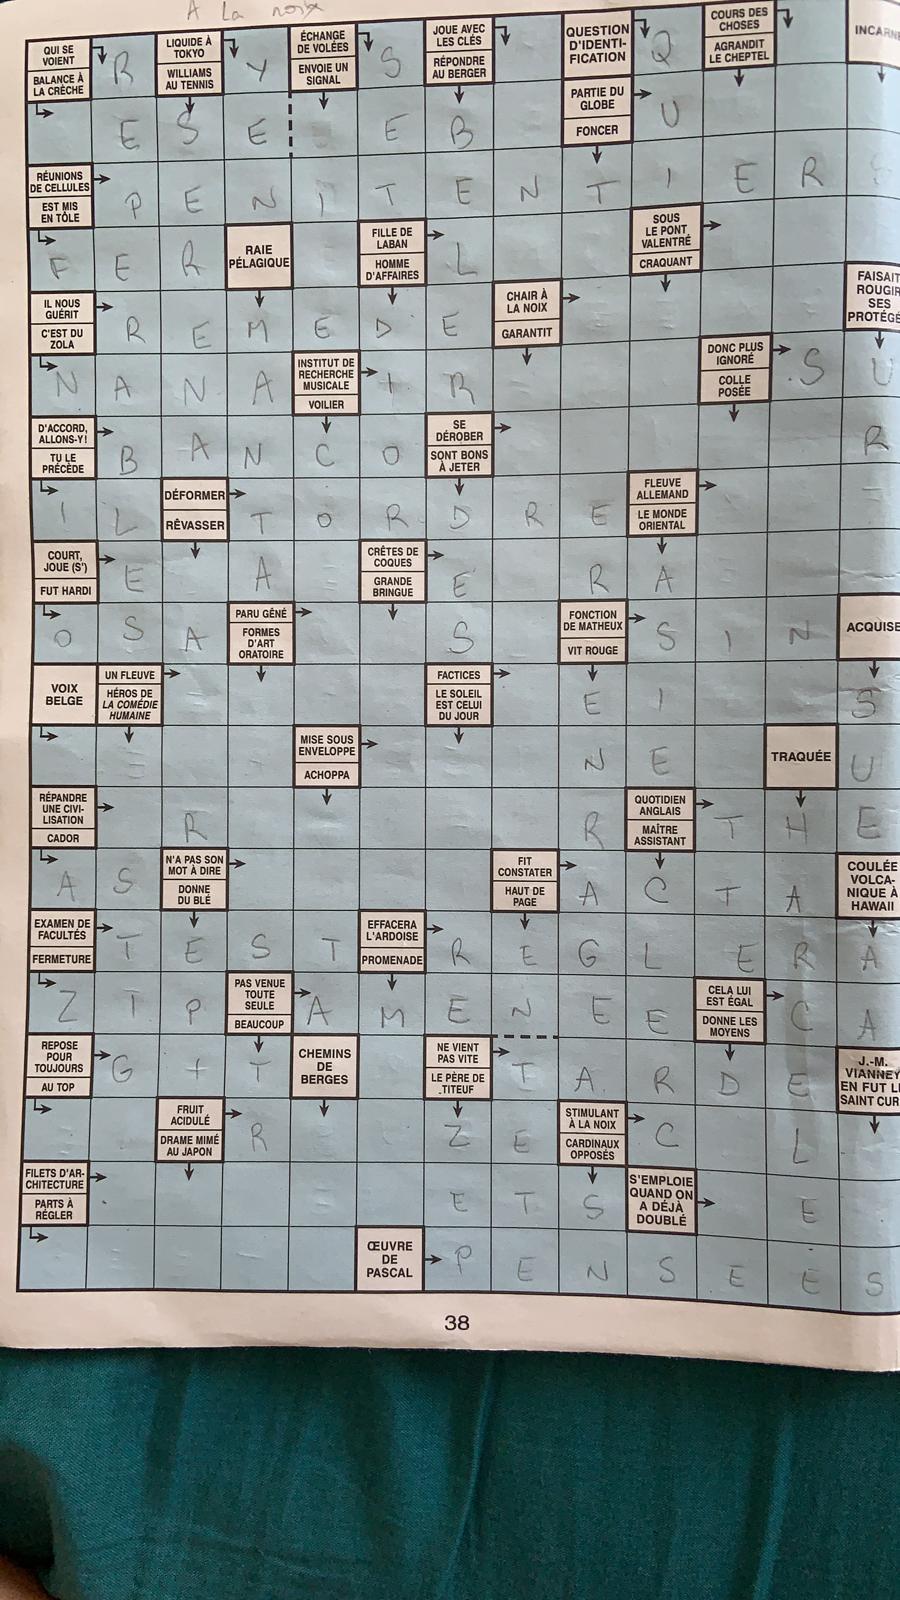 A La noix
QUI SE VOIENT
BALANCE À LA CRÈCHE
R
LIQUIDE À TOKYO
WILLIAMS AU TENNIS
Y
ÉCHANGE DE VOLÉES
ENVOIE UN SIGNAL
S
JOUE AVEC LES CLÉS
RÉPONDRE AU BERGER
QUESTION D'IDENTI-FICATION
Q
COURS DES CHOSES
AGRANDIT LE CHEPTEL
E S E E B
PARTIE DU GLOBE
FONCER
U
RÉUNIONS DE CELLULES
EST MIS EN TÔLE
P E N I T E N T I E R
F E R
RAIE PÉLAGIQUE
FILLE DE LABAN
HOMME D'AFFAIRES
L
SOUS LE PONT VALENTRÉ
CRAQUANT
IL NOUS GUÉRIT
C'EST DU ZOLA
R E M E D E
CHAIR À LA NOIX
GARANTIT
FAISAIT ROUGIR SES
N A N A
INSTITUT DE RECHERCHE MUSICALE
VOILIER
I R
DONC PLUS IGNORÉ
COLLE POSÉE
S U
D'ACCORD, ALLONS-Y!
TU LE PRÉCÈDE
B A N C O
SE DÉROBER
SONT BONS À JETER
R
I L
DÉFORMER
RÊVASSER
T O R D R E
FLEUVE ALLEMAND
LE MONDE ORIENTAL
COURT, JOUE (S')
FUT HARDI
E A
CRÊTES DE COQUES
GRANDE BRINGUE
E R A
O S A
PARU GÉNÉ
FORMES D'ART ORATOIRE
S
FONCTION DE MATHEUX
VIT ROUGE
S I N
ACQUISE
VOIX BELGE
UN FLEUVE
HÉROS DE LA COMÉDIE HUMAINE
FACTICES
LE SOLEIL EST CELUI DU JOUR
E I S
MISE SOUS ENVELOPPE
ACHOPPA
N E
TRAQUÉE
U
RÉPANDRE UNE CIVI-LISATION
CADOR
R R
QUOTIDIEN ANGLAIS
MAÎTRE ASSISTANT
T H E
A S
N'A PAS SON MOT À DIRE
DONNE DU BLÉ
FIT CONSTATER
HAUT DE PAGE
A C T A
COULÉE VOLCA-NIQUE À HAWAII
EXAMEN DE FACULTÉS
FERMETURE
T E S T
EFFACERA L'ARDOISE
PROMENADE
R E G L E R A
Z I P
PAS VENUE TOUTE SEULE
BEAUCOUP
A M E N E E
CELA LUI EST ÉGAL
DONNE LES MOYENS
C A
REPOSE POUR TOUJOURS
AU TOP
G I T
CHEMINS DE BERGES
NE VIENT PAS VITE
LE PÈRE DE TITEUF
T A R D E
J.-M. VIANNEY EN FUT LE SAINT CUR
FRUIT ACIDULÉ
DRAME MIMÉ AU JAPON
R Z E
STIMULANT À LA NOIX
CARDINAUX OPPOSÉS
C L
FILETS D'AR-CHITECTURE
PARTS À RÉGLER
E T S
S'EMPLOIE QUAND ON A DÉJÀ DOUBLÉ
E
ŒUVRE DE PASCAL
P E N S E E S
38